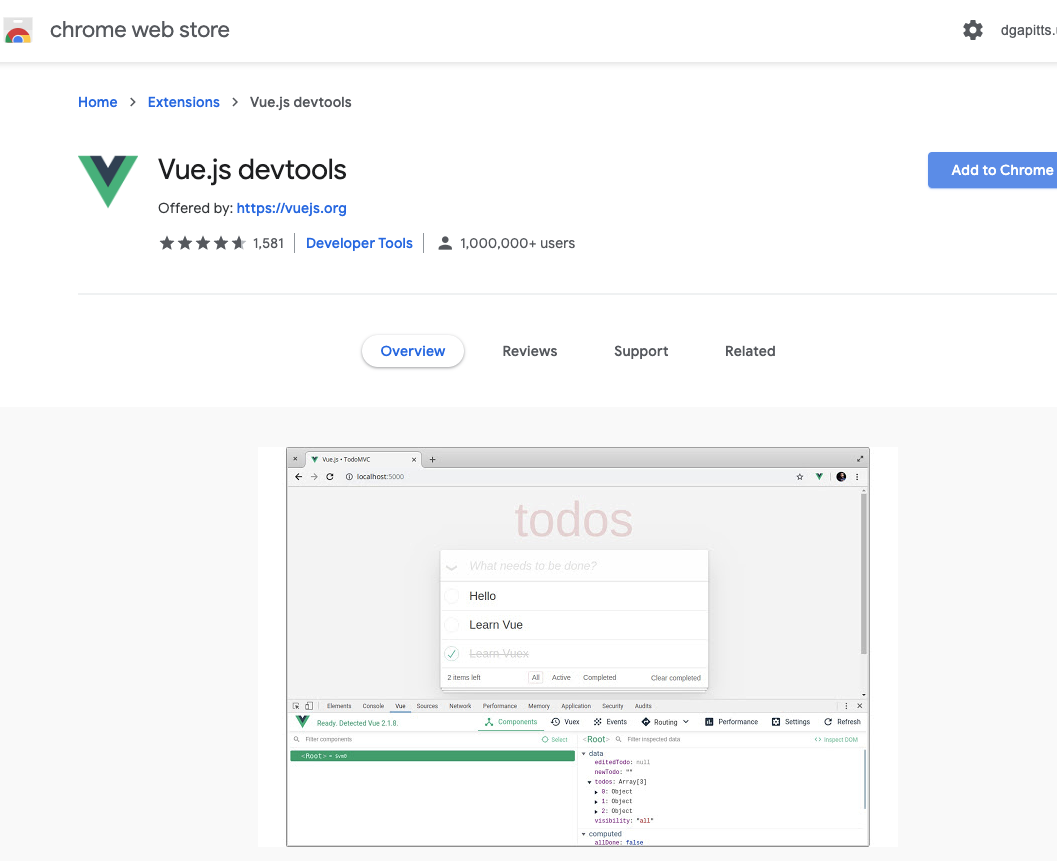 chrome web store
dgapitts.
Home > Extensions > Vue.js devtools
Vue.js devtools
Add to Chrome
Offered by: https://vuejs.org
1,581 Developer Tools 1,000,000+ users
Overview Reviews Support Related
Vue.js • TodoMVC
localhost:5000
todos
What needs to be done?
Hello
Learn Vue
Learn Vuex
2 items left All Active Completed Clear completed
Elements Console Vue Sources Network Performance Memory Application Security Audits
Ready. Detected Vue 2.1.8. Components Vuex Events Routing Performance Settings Refresh
Filter components Select <Root> Filter inspected data <> Inspect DOM
<Root> = $vm0
data
editedTodo: null
newTodo: ""
todos: Array[3]
0: Object
1: Object
2: Object
visibility: "all"
computed
allDone: false